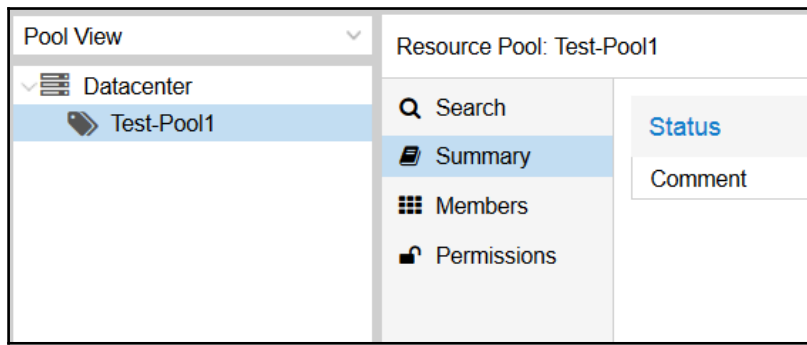 Pool View
Datacenter
Test-Pool1
Resource Pool: Test-Pool1
Search
Summary
Members
Permissions
Status
Comment